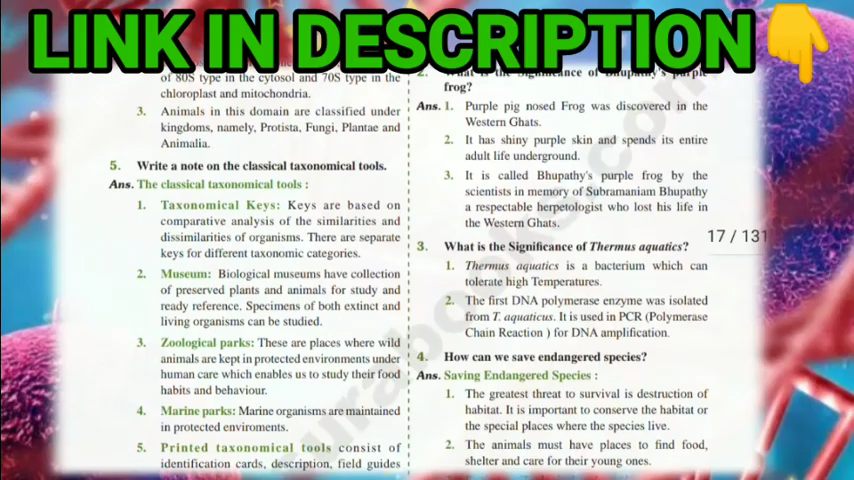 LINK IN DESCRIPTION
of 80S type in the cytosol and 70S type in the
chloroplast and mitochondria.
3. Animals in this domain are classified under
kingdoms, namely, Protista, Fungi, Plantae and
Animalia.
5. Write a note on the classical taxonomical tools.
Ans. The classical taxonomical tools :
1. Taxonomical Keys: Keys are based on
comparative analysis of the similarities and
dissimilarities of organisms. There are separate
keys for different taxonomic categories.
2. Museum: Biological museums have collection
of preserved plants and animals for study and
ready reference. Specimens of both extinct and
living organisms can be studied.
3. Zoological parks: These are places where wild
animals are kept in protected environments under
human care which enables us to study their food
habits and behaviour.
4. Marine parks: Marine organisms are maintained
in protected enviroments.
5. Printed taxonomical tools consist of
identification cards, description, field guides
2. What is the Significance of Bhupathy's purple
frog?
Ans. 1. Purple pig nosed Frog was discovered in the
Western Ghats.
2. It has shiny purple skin and spends its entire
adult life underground.
3. It is called Bhupathy's purple frog by the
scientists in memory of Subramaniam Bhupathy
a respectable herpetologist who lost his life in
the Western Ghats.
17 / 131
3. What is the Significance of Thermus aquatics?
1. Thermus aquatics is a bacterium which can
tolerate high Temperatures.
2. The first DNA polymerase enzyme was isolated
from T. aquaticus. It is used in PCR (Polymerase
Chain Reaction ) for DNA amplification.
4. How can we save endangered species?
Ans. Saving Endangered Species :
1. The greatest threat to survival is destruction of
habitat. It is important to conserve the habitat or
the special places where the species live.
2. The animals must have places to find food,
shelter and care for their young ones.